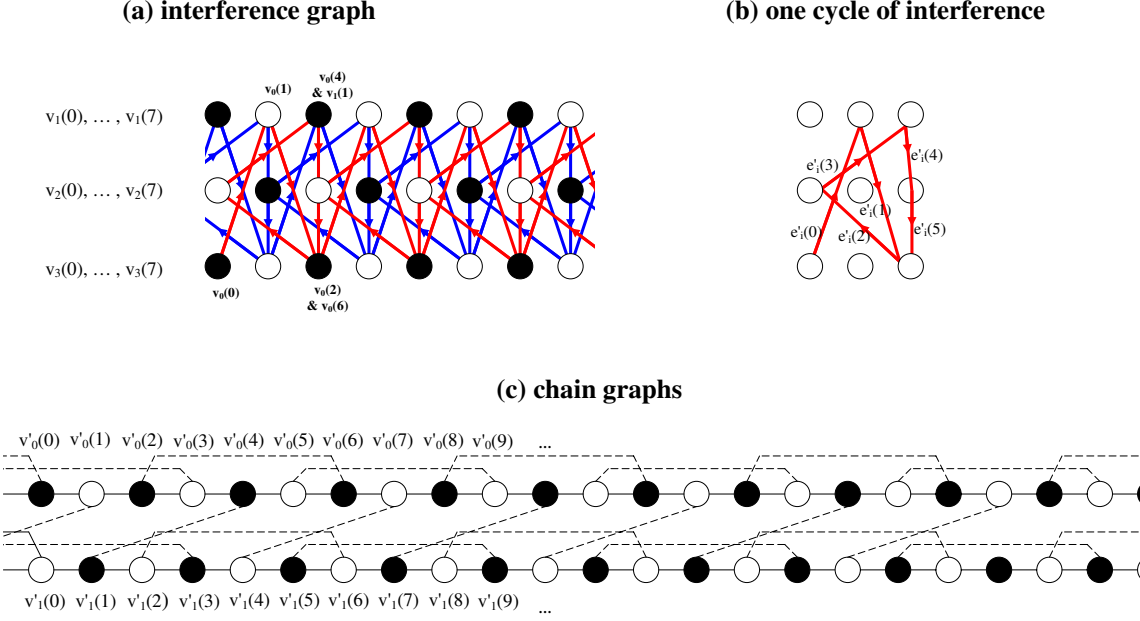 (a) interference graph
(b) one cycle of interference
v₀(1)
v₀(4)
& v₁(1)
v₁(0), … , v₁(7)
v₂(0), … , v₂(7)
v₃(0), … , v₃(7)
v₀(0)
v₀(2)
& v₀(6)
e'ᵢ(3)
e'ᵢ(4)
e'ᵢ(1)
e'ᵢ(0)
e'ᵢ(2)
e'ᵢ(5)
(c) chain graphs
v'₀(0) v'₀(1) v'₀(2) v'₀(3) v'₀(4) v'₀(5) v'₀(6) v'₀(7) v'₀(8) v'₀(9) ...
v'₁(0) v'₁(1) v'₁(2) v'₁(3) v'₁(4) v'₁(5) v'₁(6) v'₁(7) v'₁(8) v'₁(9) ...